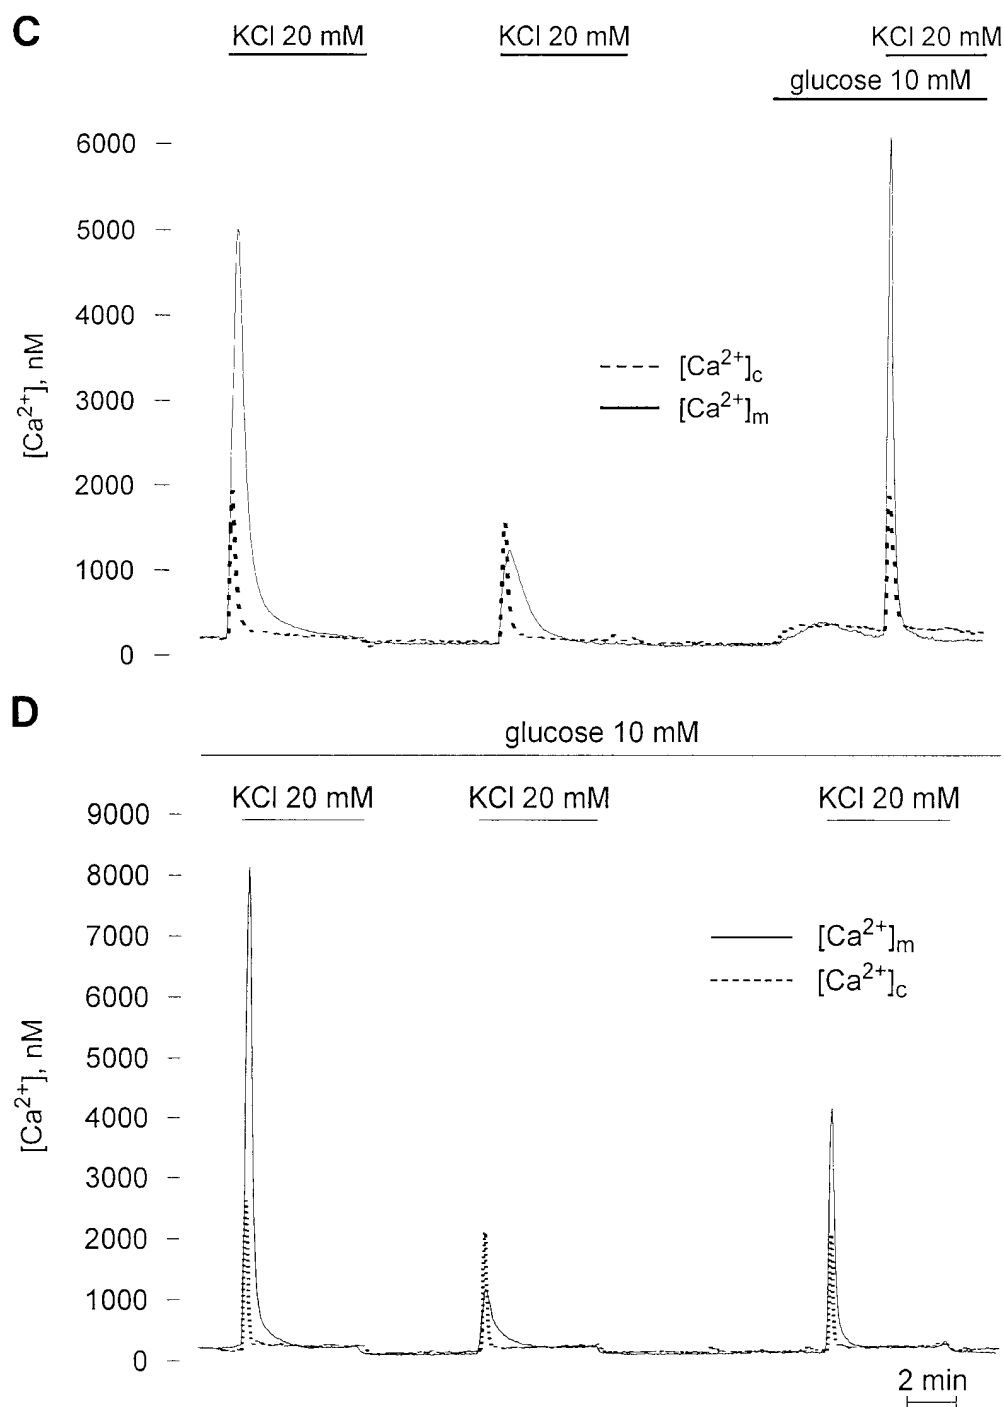 C
KCl 20 mM KCl 20 mM KCl 20 mM
glucose 10 mM
6000
5000
4000
3000
2000
1000
0
[Ca2+], nM
[Ca2+]c
[Ca2+]m
D
glucose 10 mM
KCl 20 mM KCl 20 mM KCl 20 mM
9000
8000
7000
6000
5000
4000
3000
2000
1000
0
[Ca2+], nM
[Ca2+]m
[Ca2+]c
2 min